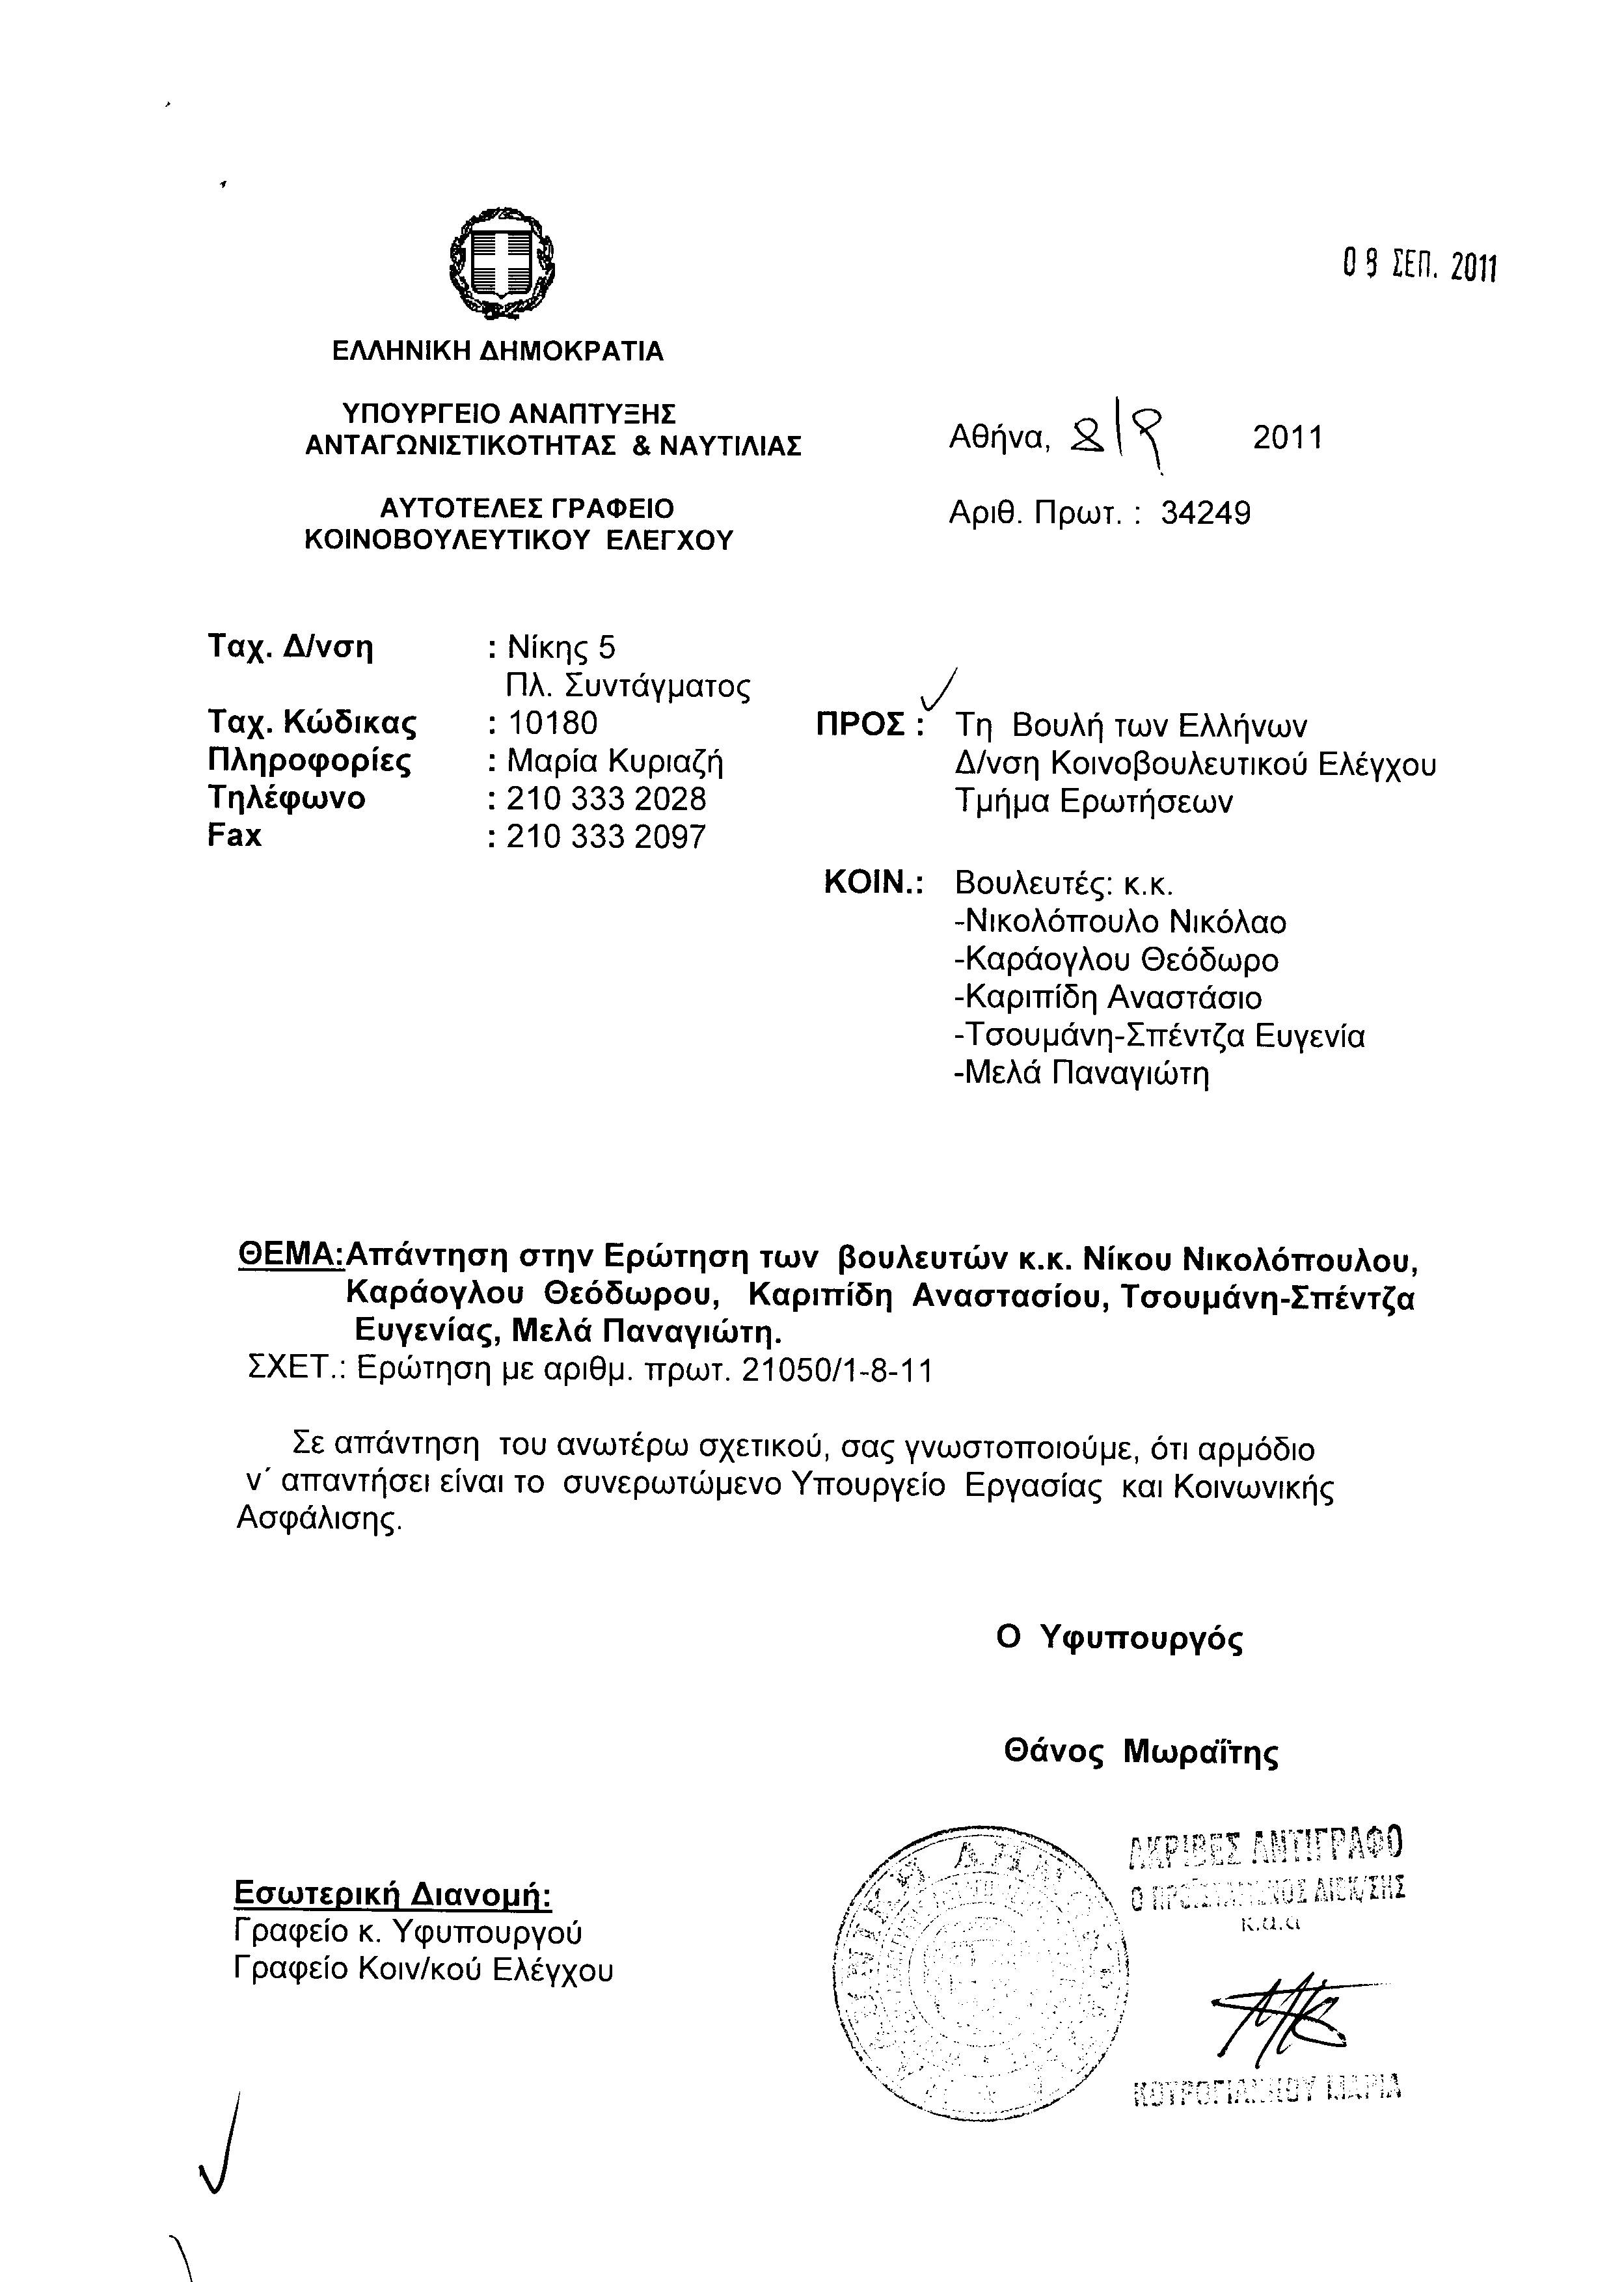 0 9 ΣΕΠ. 2011
ΕΛΛΗΝΙΚΗ ΔΗΜΟΚΡΑΤΙΑ
ΥΠΟΥΡΓΕΙΟ ΑΝΑΠΤΥΞΗΣ
ΑΝΤΑΓΩΝΙΣΤΙΚΟΤΗΤΑΣ & ΝΑΥΤΙΛΙΑΣ
ΑΥΤΟΤΕΛΕΣ ΓΡΑΦΕΙΟ
ΚΟΙΝΟΒΟΥΛΕΥΤΙΚΟΥ ΕΛΕΓΧΟΥ
Αθήνα, 8/9 2011
Αριθ. Πρωτ. : 34249
Ταχ. Δ/νση : Νίκης 5
Πλ. Συντάγματος
Ταχ. Κώδικας : 10180
Πληροφορίες : Μαρία Κυριαζή
Τηλέφωνο : 210 333 2028
Fax : 210 333 2097
ΠΡΟΣ : Τη Βουλή των Ελλήνων
Δ/νση Κοινοβουλευτικού Ελέγχου
Τμήμα Ερωτήσεων
ΚΟΙΝ.: Βουλευτές: κ.κ.
-Νικολόπουλο Νικόλαο
-Καράογλου Θεόδωρο
-Καριπίδη Αναστάσιο
-Τσουμάνη-Σπέντζα Ευγενία
-Μελά Παναγιώτη
ΘΕΜΑ:Απάντηση στην Ερώτηση των βουλευτών κ.κ. Νίκου Νικολόπουλου,
Καράογλου Θεόδωρου, Καριπίδη Αναστασίου, Τσουμάνη-Σπέντζα
Ευγενίας, Μελά Παναγιώτη.
ΣΧΕΤ.: Ερώτηση με αριθμ. πρωτ. 21050/1-8-11
Σε απάντηση του ανωτέρω σχετικού, σας γνωστοποιούμε, ότι αρμόδιο
ν΄ απαντήσει είναι το συνερωτώμενο Υπουργείο Εργασίας και Κοινωνικής
Ασφάλισης.
Ο Υφυπουργός
Θάνος Μωραΐτης
ΑΚΡΙΒΕΣ ΑΝΤΙΓΡΑΦΟ
κ.α.α
Εσωτερική Διανομή:
Γραφείο κ. Υφυπουργού
Γραφείο Κοιν/κού Ελέγχου
ΜΑΡΙΑ